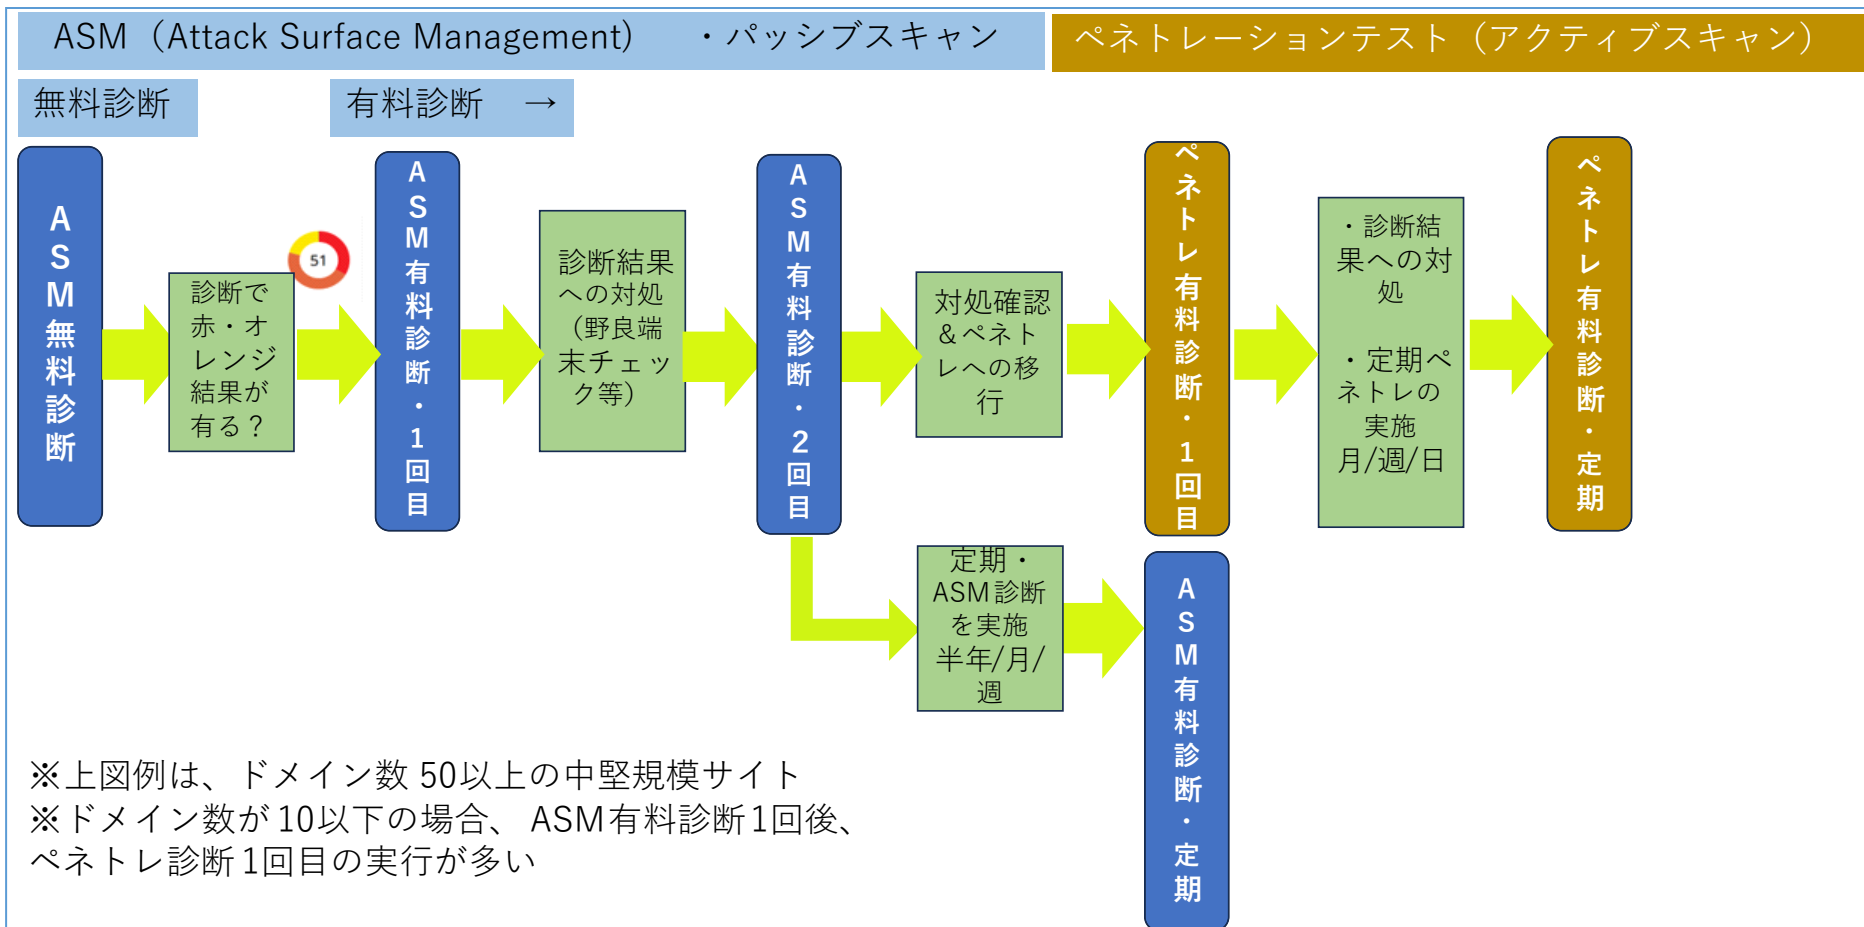 ASM（Attack Surface Management) ・パッシブスキャン
ペネトレーションテスト（アクティブスキャン）
無料診断
有料診断 →
ASM無料診断
診断で
赤・オ
レンジ
結果が
有る？
51
ASM有料診断・1回目
診断結果
への対処
（野良端
末チェッ
ク等）
ASM有料診断・2回目
対処確認
＆ペネト
レへの移
行
ペネトレ有料診断・1回目
・診断結
果への対
処
・定期ペ
ネトレの
実施
月/週/日
ペネトレ有料診断・定期
定期・
ASM診断
を実施
半年/月/
週
ASM有料診断・定期
※上図例は、ドメイン数 50以上の中堅規模サイト
※ドメイン数が 10以下の場合、 ASM有料診断1回後、
ペネトレ診断1回目の実行が多い